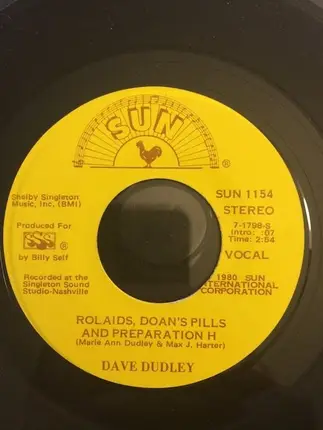 SUN
®
Shelby Singleton
Music, Inc. (BMI)
Produced For
SS ®
by Billy Self
Recorded at the
Singleton Sound
Studio-Nashville
SUN 1154
STEREO
7-1798-S
Intro: :07
Time: 2:54
VOCAL
1980 SUN
INTERNATIONAL
CORPORATION
ROLAIDS, DOAN'S PILLS
AND PREPARATION H
(Marie Ann Dudley & Max J. Harter)
DAVE DUDLEY